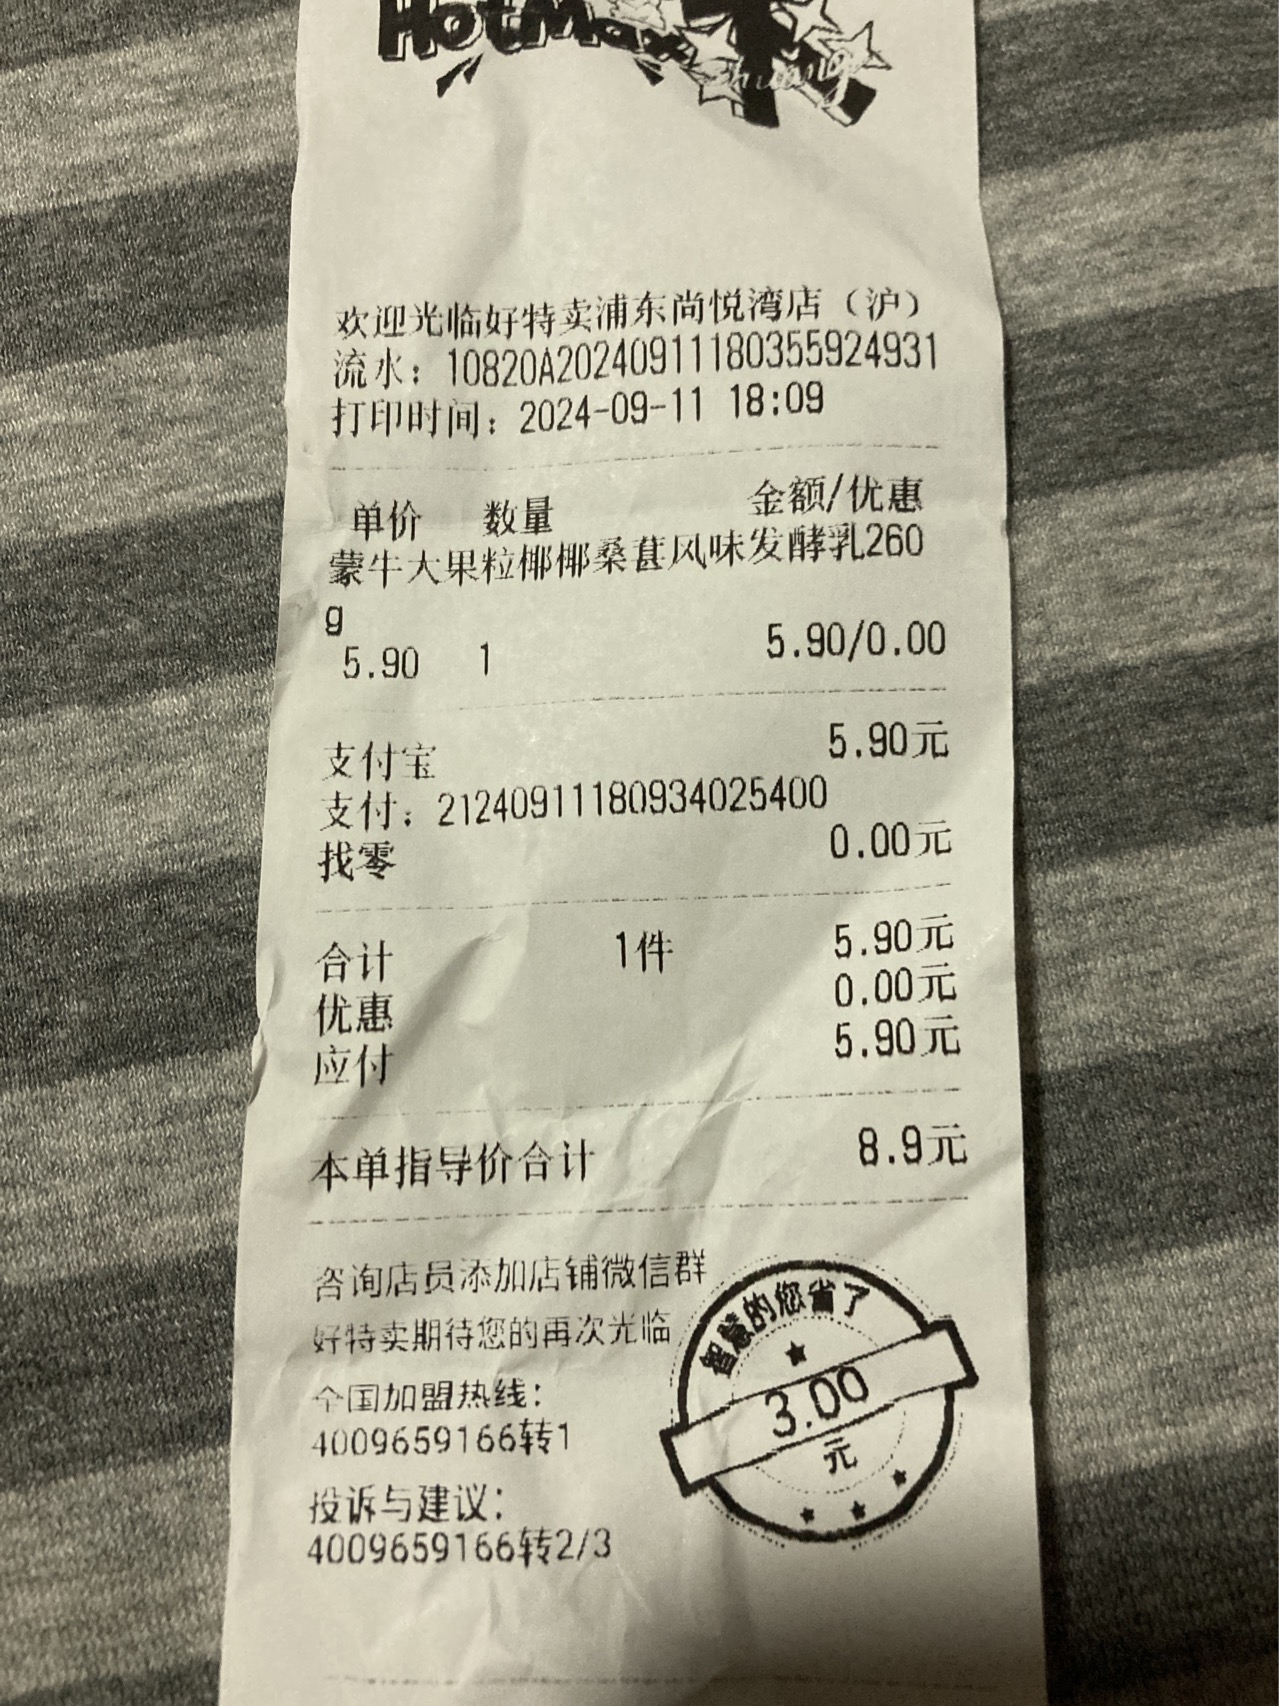 HotMax
欢迎光临好特卖浦东尚悦湾店（沪）
流水：10820A20240911180355924931
打印时间：2024-09-11 18:09
单价 数量 金额/优惠
蒙牛大果粒椰椰桑葚风味发酵乳260
g
5.90 1 5.90/0.00
支付宝 5.90元
支付：21240911180934025400
找零 0.00元
合计 1件 5.90元
优惠 0.00元
应付 5.90元
本单指导价合计 8.9元
咨询店员添加店铺微信群
好特卖期待您的再次光临
全国加盟热线：
4009659166转1
投诉与建议：
4009659166转2/3
智慧的您省了
3.00
元